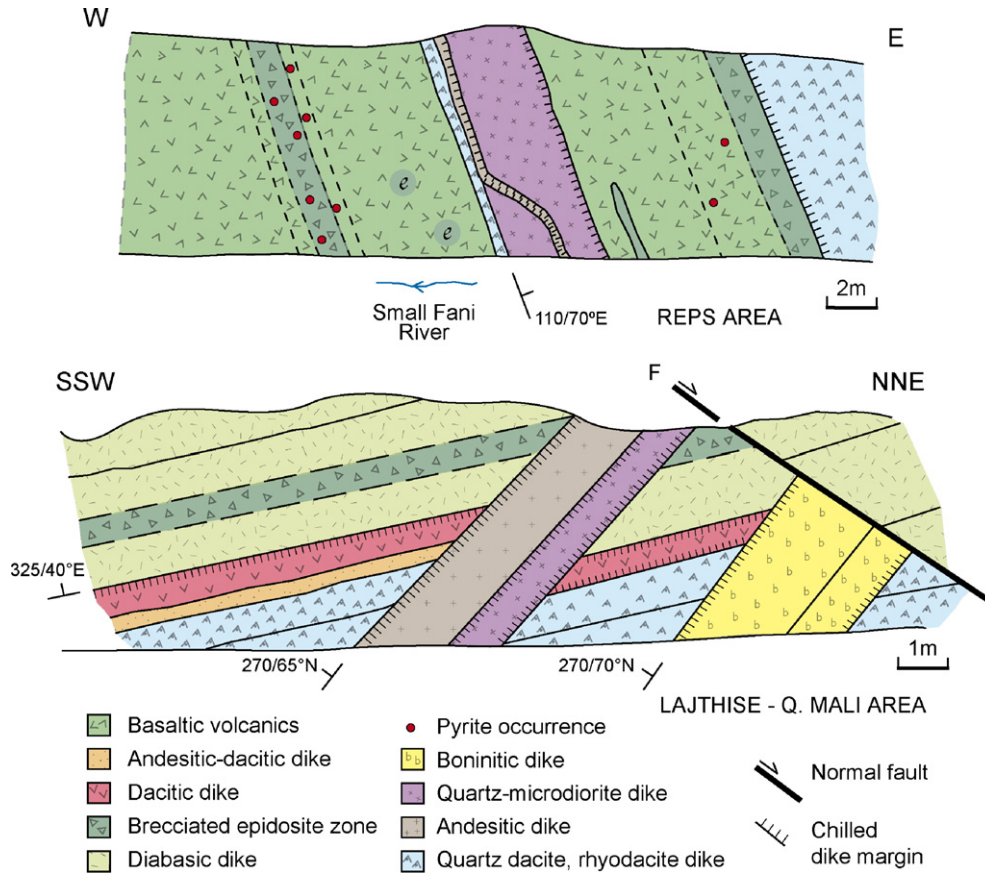 W
E
e
e
Small Fani
River
110/70ºE
REPS AREA
2m
SSW
F
NNE
325/40°E
270/65°N
270/70°N
1m
LAJTHISE - Q. MALI AREA
Basaltic volcanics
Andesitic-dacitic dike
Dacitic dike
Brecciated epidosite zone
Diabasic dike
Pyrite occurrence
Boninitic dike
Quartz-microdiorite dike
Andesitic dike
Quartz dacite, rhyodacite dike
Normal fault
Chilled
dike margin